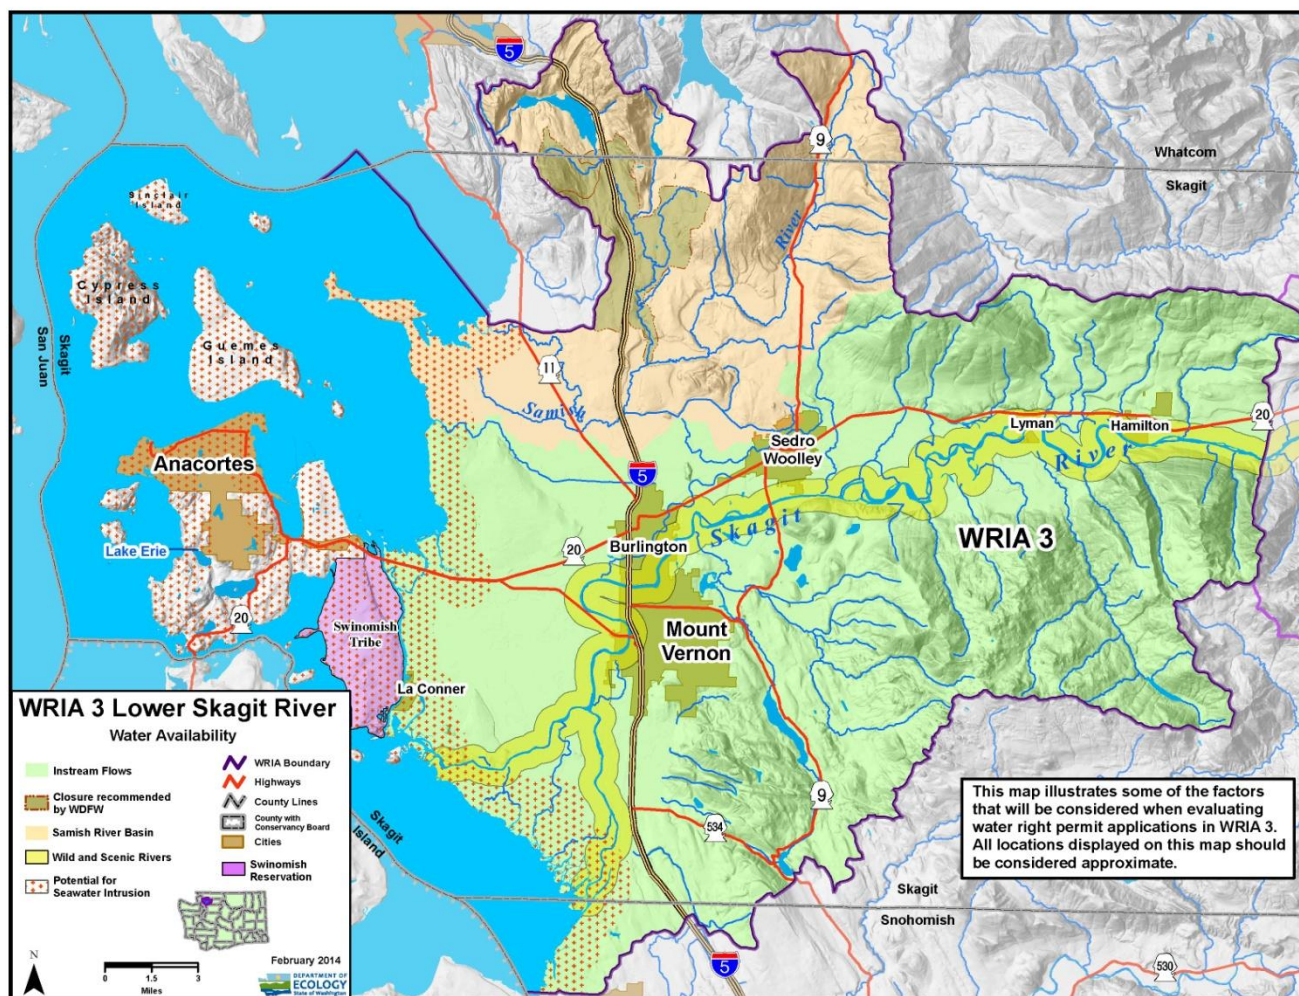 5
9
Whatcom
Skagit
Sinclair
Island
Cypress
Island
Guemes
Island
River
Skagit
San Juan
11
Samish
20
Lyman
Hamilton
Sedro
Woolley
River
Anacortes
5
Skagit
WRIA 3
Lake Erie
20
Burlington
20
Swinomish
Tribe
Mount
Vernon
La Conner
9
534
WRIA 3 Lower Skagit River
Water Availability
Instream Flows
Closure recommended
by WDFW
Samish River Basin
Wild and Scenic Rivers
Potential for
Seawater Intrusion
WRIA Boundary
Highways
County Lines
County with
Conservancy Board
Cities
Swinomish
Reservation
Skagit
Island
This map illustrates some of the factors
that will be considered when evaluating
water right permit applications in WRIA 3.
All locations displayed on this map should
be considered approximate.
Skagit
Snohomish
N
0 1.5 3
Miles
February 2014
DEPARTMENT OF
ECOLOGY
State of Washington
5
530